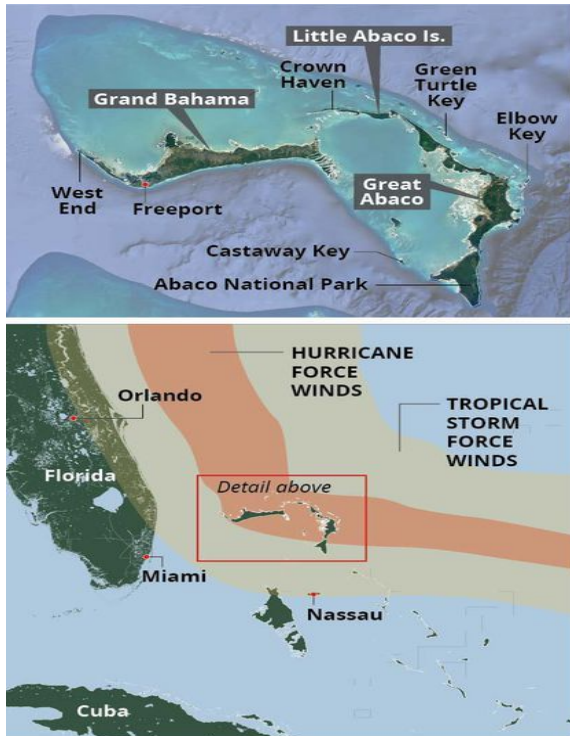 Little Abaco Is.
Crown
Haven
Green
Turtle
Key
Grand Bahama
Elbow
Key
West
End
Freeport
Great
Abaco
Castaway Key
Abaco National Park
HURRICANE
FORCE
WINDS
Orlando
TROPICAL
STORM
FORCE
WINDS
Florida
Detail above
Miami
Nassau
Cuba